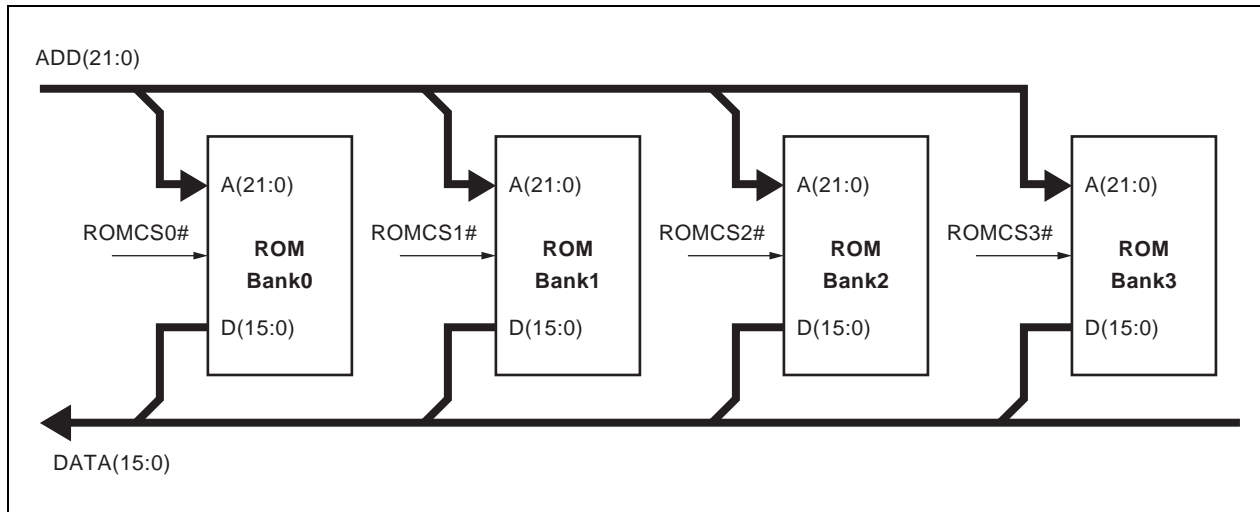 ADD(21:0)
A(21:0)
A(21:0)
A(21:0)
A(21:0)
ROMCS0#
ROMCS1#
ROMCS2#
ROMCS3#
ROM
Bank0
ROM
Bank1
ROM
Bank2
ROM
Bank3
D(15:0)
D(15:0)
D(15:0)
D(15:0)
DATA(15:0)